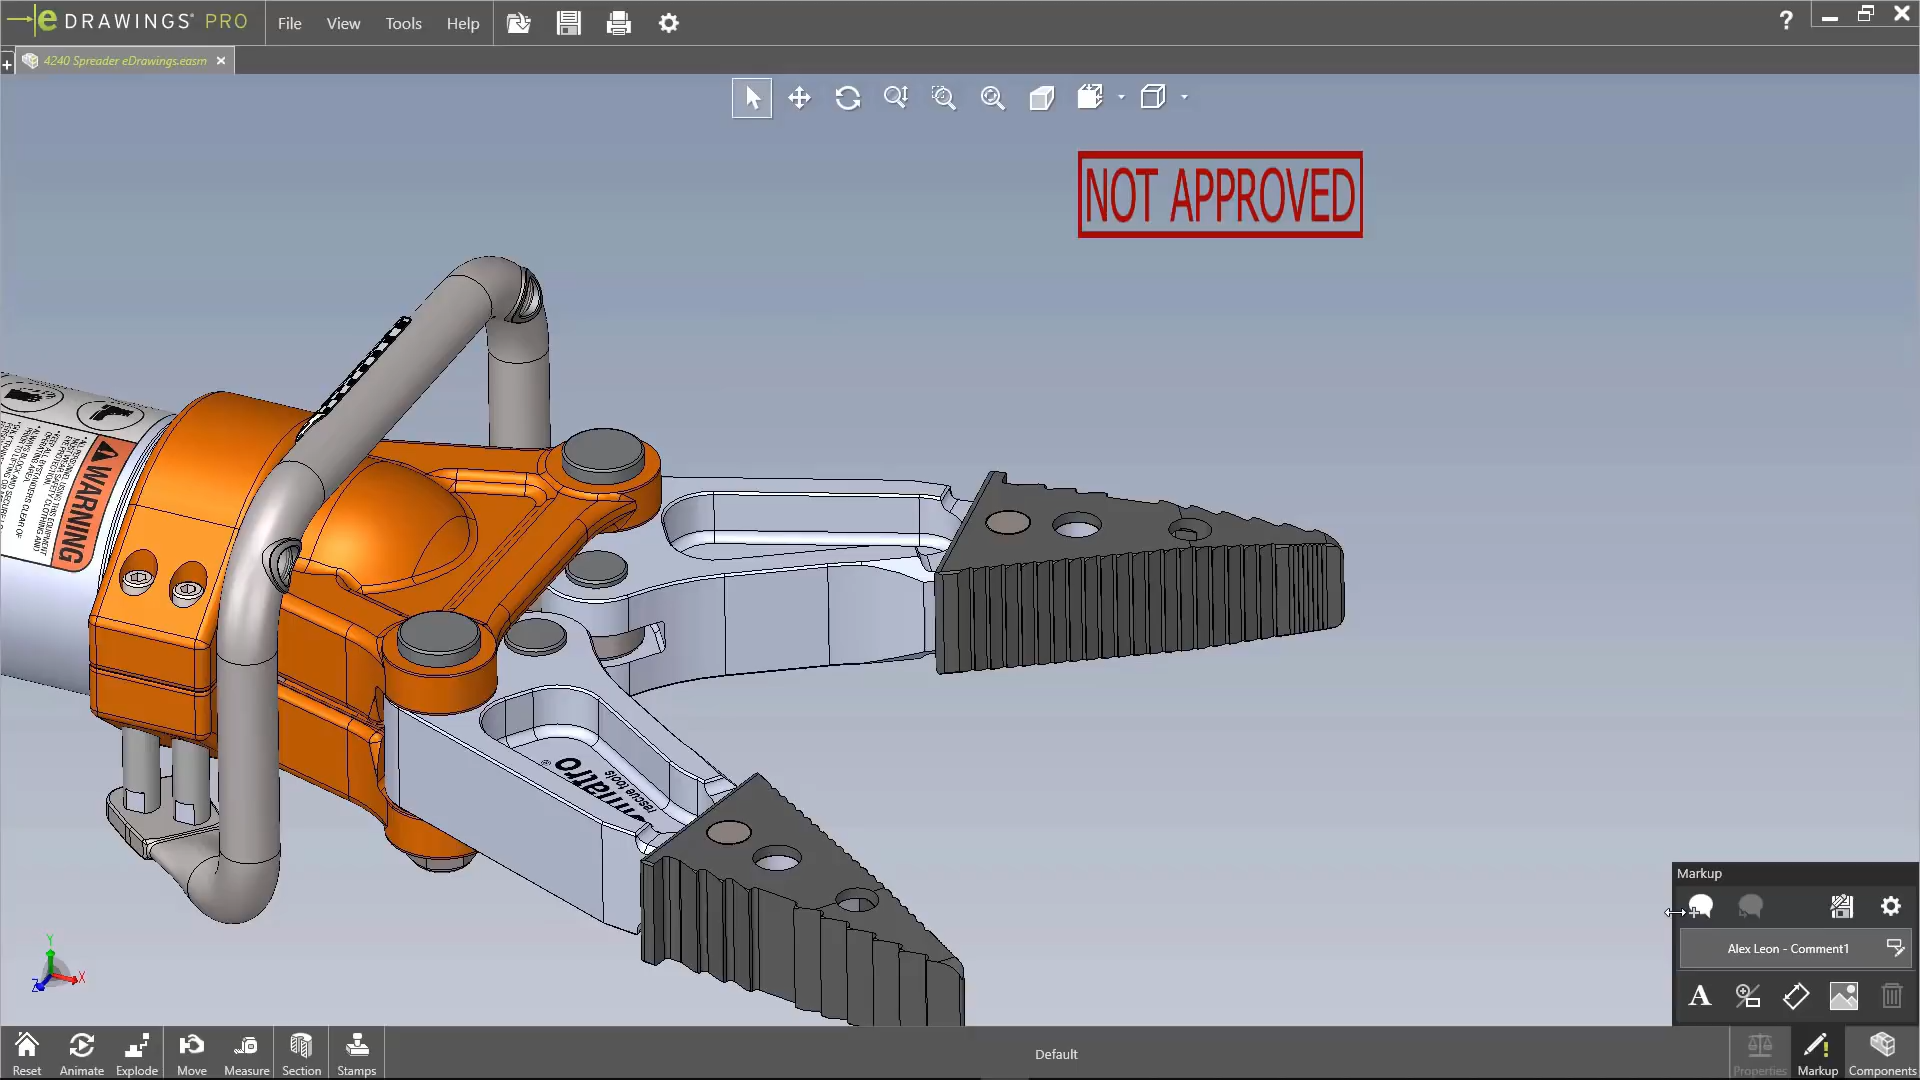 eDRAWINGS® PRO
File View Tools Help
?
4240 Spreader eDrawings.easm
NOT APPROVED
WARNING
rescue tools
Y
X
Z
Markup
Alex Leon - Comment1
A
Reset Animate Explode Move Measure Section Stamps
Default
Properties Markup Components